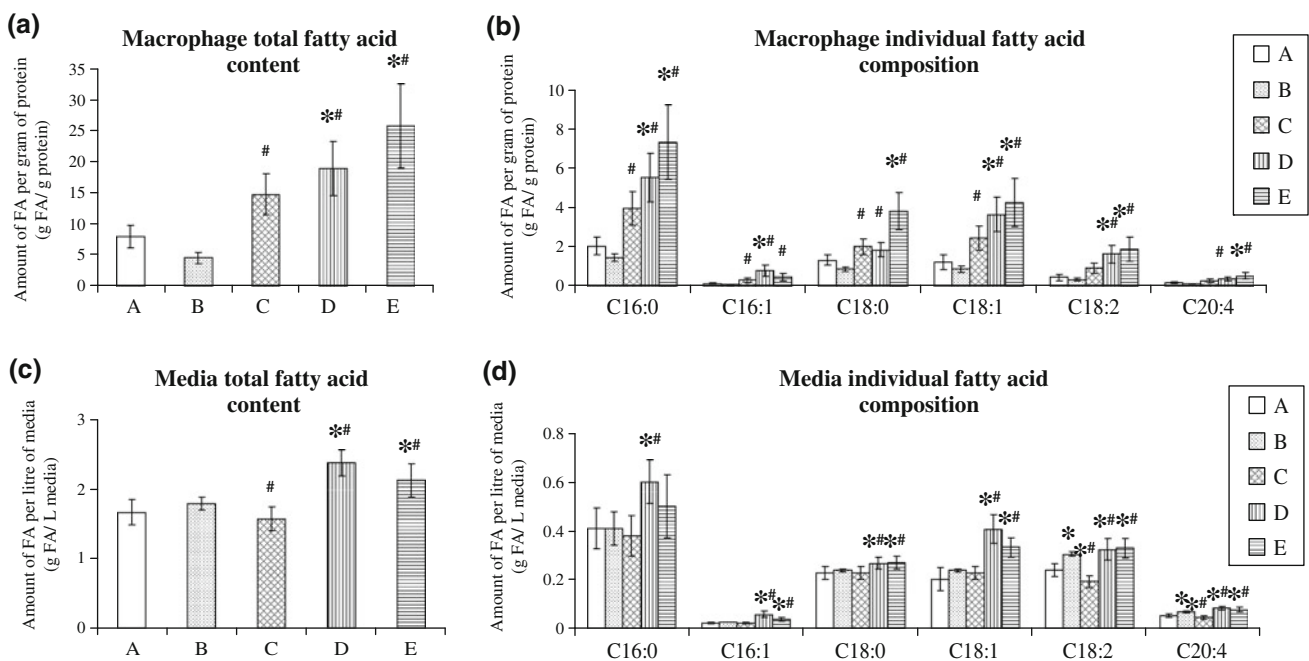 (a)
Macrophage total fatty acid
content
Amount of FA per gram of protein
(g FA/ g protein)
35
30
25
20
15
10
5
0
#
*#
*#
A B C D E
(b)
Macrophage individual fatty acid
composition
Amount of FA per gram of protein
(g FA/ g protein)
10
8
6
4
2
0
# *# *#
# *# #
# # *#
# *# *#
*# *#
# *#
C16:0 C16:1 C18:0 C18:1 C18:2 C20:4
A
B
C
D
E
(c)
Media total fatty acid
content
Amount of FA per litre of media
(g FA/ L media)
3
2
1
0
#
*#
*#
A B C D E
(d)
Media individual fatty acid
composition
Amount of FA per litre of media
(g FA/ L media)
0.8
0.6
0.4
0.2
0
*#
*# *#
*# *#
*# *#
* *# *# *#
* *# *# *#
C16:0 C16:1 C18:0 C18:1 C18:2 C20:4
A
B
C
D
E